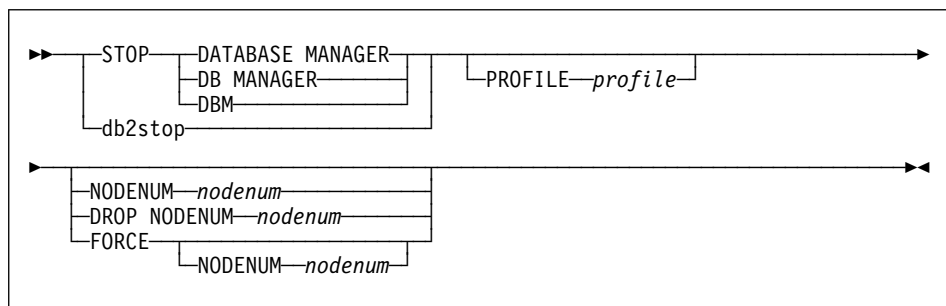 STOP DATABASE MANAGER
DB MANAGER PROFILE profile
DBM
db2stop
NODENUM nodenum
DROP NODENUM nodenum
FORCE
NODENUM nodenum